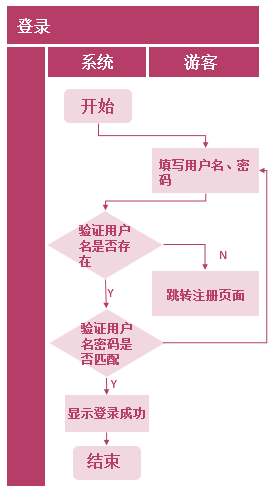 登录
系统
游客
开始
填写用户名、密
码
验证用户
名是否存
在
N
跳转注册页面
Y
验证用户
名密码是
否匹配
Y
显示登录成功
结束